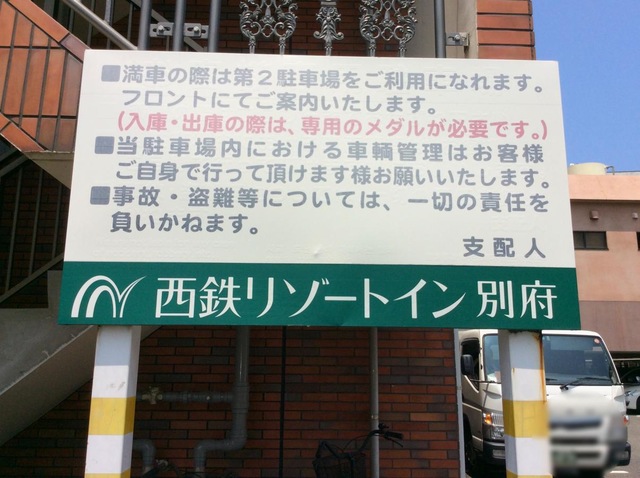 ■満車の際は第2駐車場をご利用になれます。
フロントにてご案内いたします。
(入庫・出庫の際は、専用のメダルが必要です。)
■当駐車場内における車輌管理はお客様
ご自身で行って頂けます様お願いいたします。
■事故・盗難等については、一切の責任を
負いかねます。
支配人
西鉄リゾートイン別府